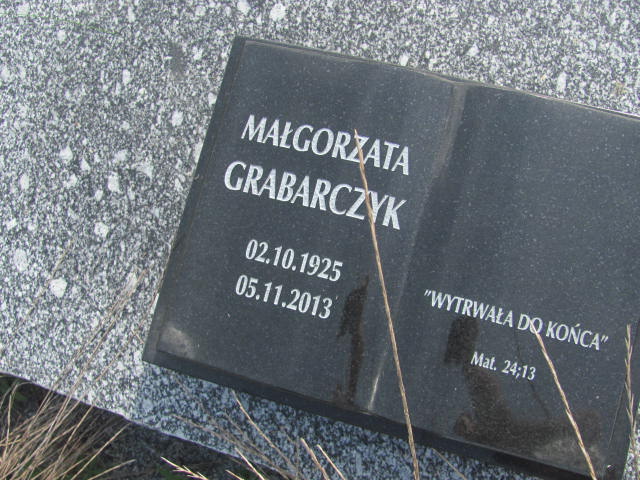 MAŁGORZATA
GRABARCZYK
02.10.1925
05.11.2013
"WYTRWAŁA DO KOŃCA"
Mat. 24;13